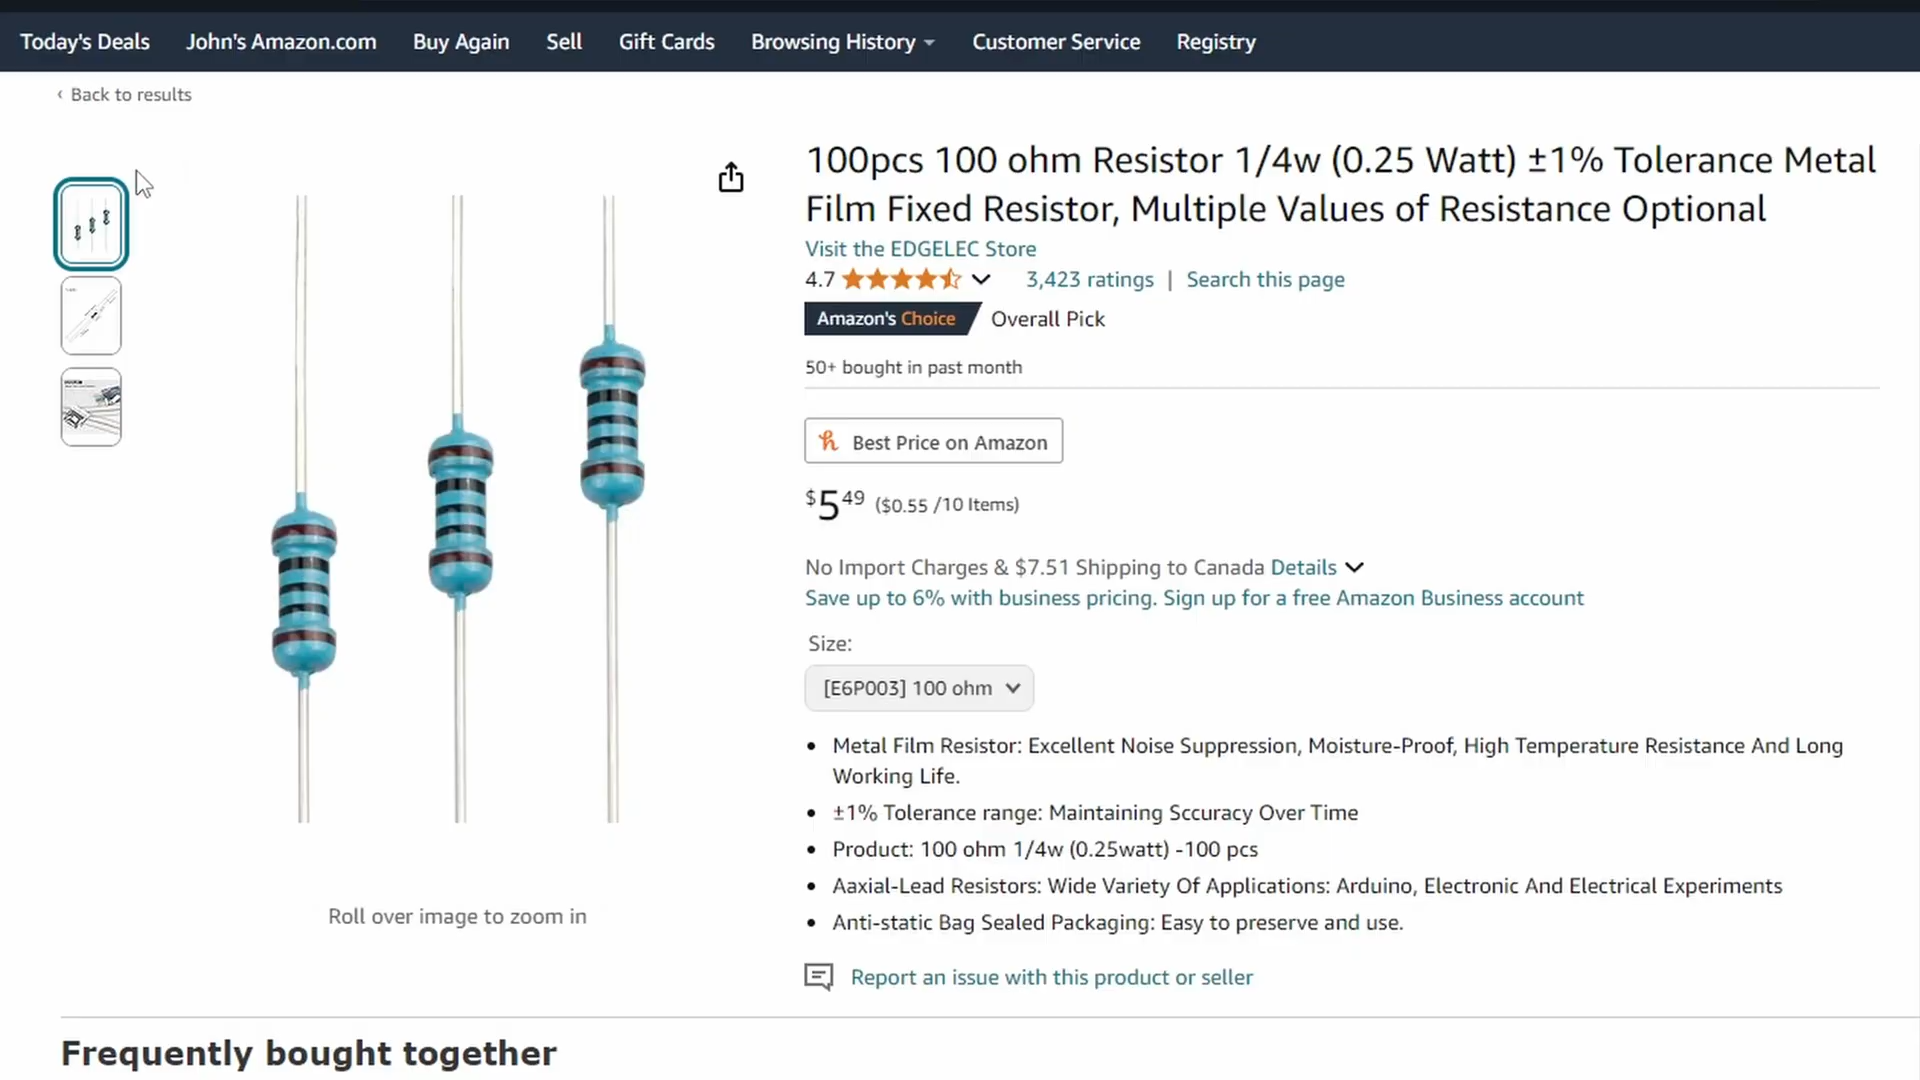 Today's Deals John's Amazon.com Buy Again Sell Gift Cards Browsing History Customer Service Registry
‹ Back to results
100pcs 100 ohm Resistor 1/4w (0.25 Watt) ±1% Tolerance Metal
Film Fixed Resistor, Multiple Values of Resistance Optional
Visit the EDGELEC Store
4.7 3,423 ratings | Search this page
Amazon's Choice Overall Pick
50+ bought in past month
Best Price on Amazon
$5 49 ($0.55 /10 Items)
No Import Charges & $7.51 Shipping to Canada Details
Save up to 6% with business pricing. Sign up for a free Amazon Business account
Size:
[E6P003] 100 ohm
• Metal Film Resistor: Excellent Noise Suppression, Moisture-Proof, High Temperature Resistance And Long
Working Life.
• ±1% Tolerance range: Maintaining Sccuracy Over Time
• Product: 100 ohm 1/4w (0.25watt) -100 pcs
• Aaxial-Lead Resistors: Wide Variety Of Applications: Arduino, Electronic And Electrical Experiments
• Anti-static Bag Sealed Packaging: Easy to preserve and use.
Roll over image to zoom in
Report an issue with this product or seller
Frequently bought together